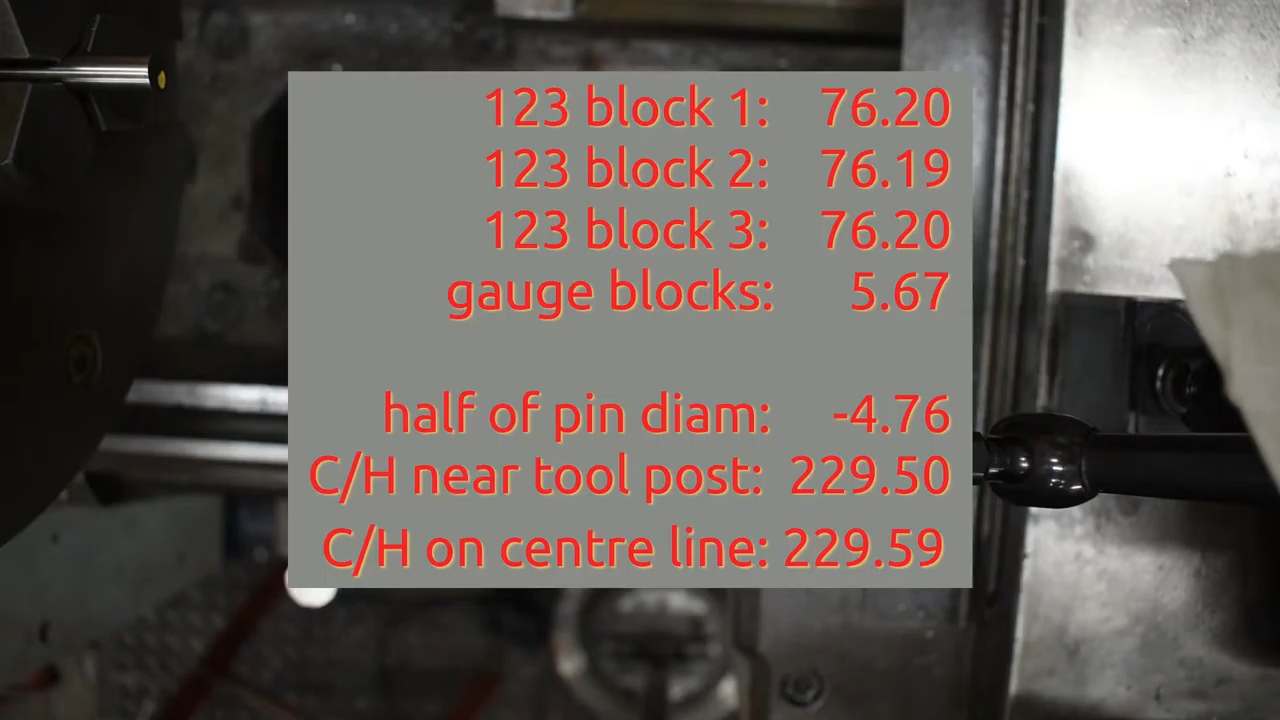 123 block 1: 76.20
123 block 2: 76.19
123 block 3: 76.20
gauge blocks: 5.67
half of pin diam: -4.76
C/H near tool post: 229.50
C/H on centre line: 229.59